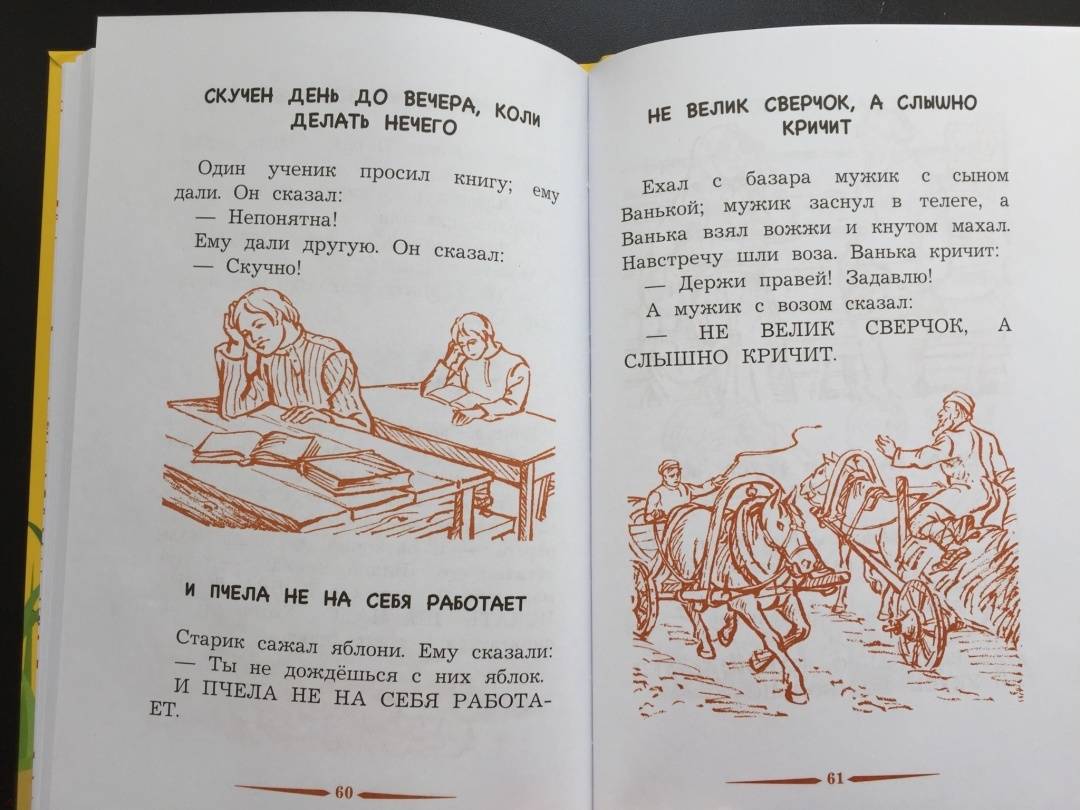 СКУЧЕН ДЕНЬ ДО ВЕЧЕРА, КОЛИ
ДЕЛАТЬ НЕЧЕГО
Один ученик просил книгу; ему
дали. Он сказал:
— Непонятна!
Ему дали другую. Он сказал:
— Скучно!
И ПЧЕЛА НЕ НА СЕБЯ РАБОТАЕТ
Старик сажал яблони. Ему сказали:
— Ты не дождёшься с них яблок.
И ПЧЕЛА НЕ НА СЕБЯ РАБОТА-
ЕТ.
60
НЕ ВЕЛИК СВЕРЧОК, А СЛЫШНО
КРИЧИТ
Ехал с базара мужик с сыном
Ванькой; мужик заснул в телеге, а
Ванька взял вожжи и кнутом махал.
Навстречу шли воза. Ванька кричит:
— Держи правей! Задавлю!
А мужик с возом сказал:
— НЕ ВЕЛИК СВЕРЧОК, А
СЛЫШНО КРИЧИТ.
61